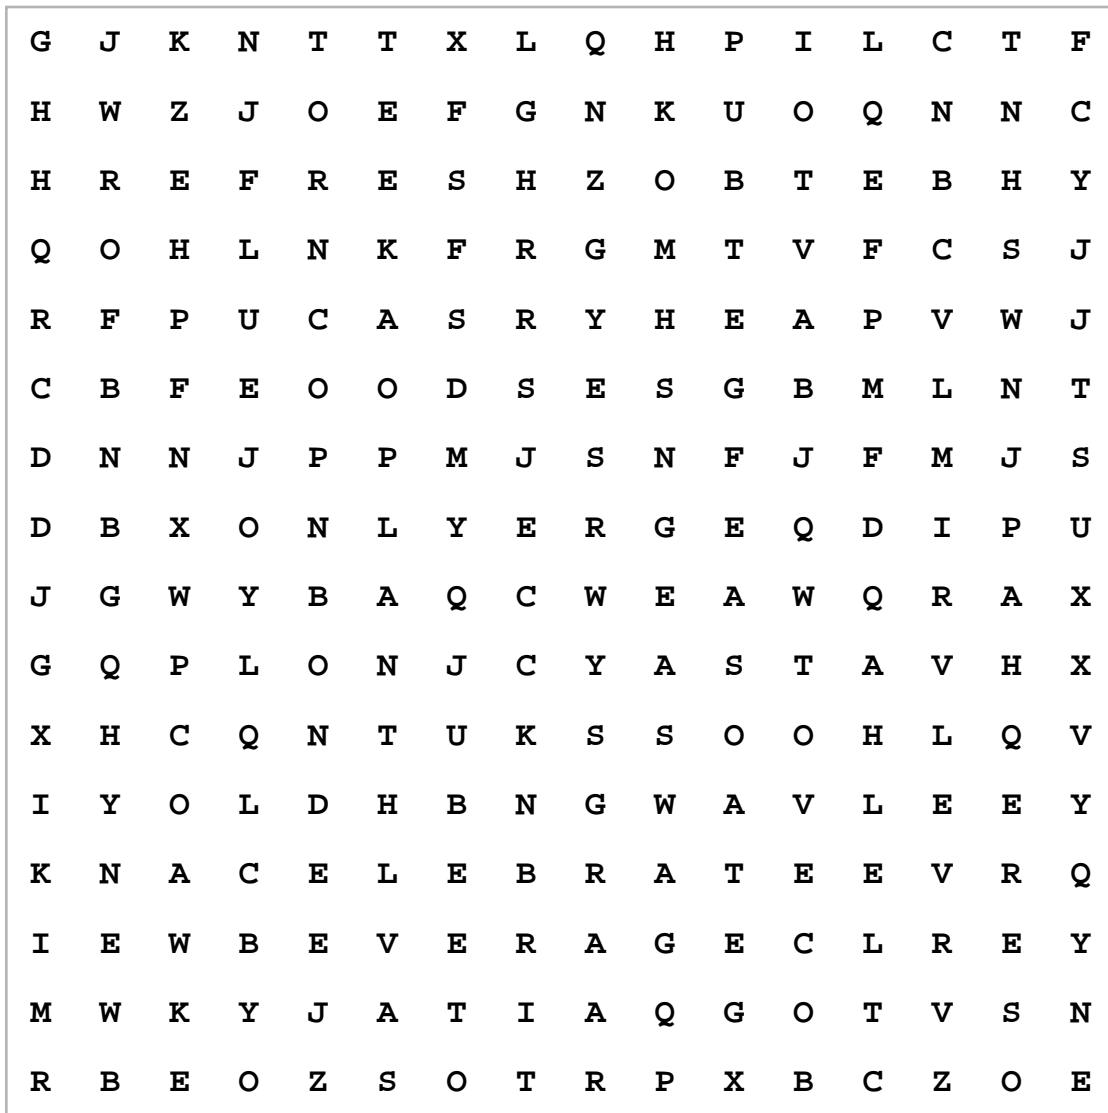 G J K N T T X L Q H P I L C T F
H W Z J O E F G N K U O Q N N C
H R E F R E S H Z O B T E B H Y
Q O H L N K F R G M T V F C S J
R F P U C A S R Y H E A P V W J
C B F E O O D S E S G B M L N T
D N N J P P M J S N F J F M J S
D B X O N L Y E R G E Q D I P U
J G W Y B A Q C W E A W Q R A X
G Q P L O N J C Y A S T A V H X
X H C Q N T U K S S O O H L Q V
I Y O L D H B N G W A V L E E Y
K N A C E L E B R A T E E V R Q
I E W B E V E R A G E C L R E Y
M W K Y J A T I A Q G O T V S N
R B E O Z S O T R P X B C Z O E